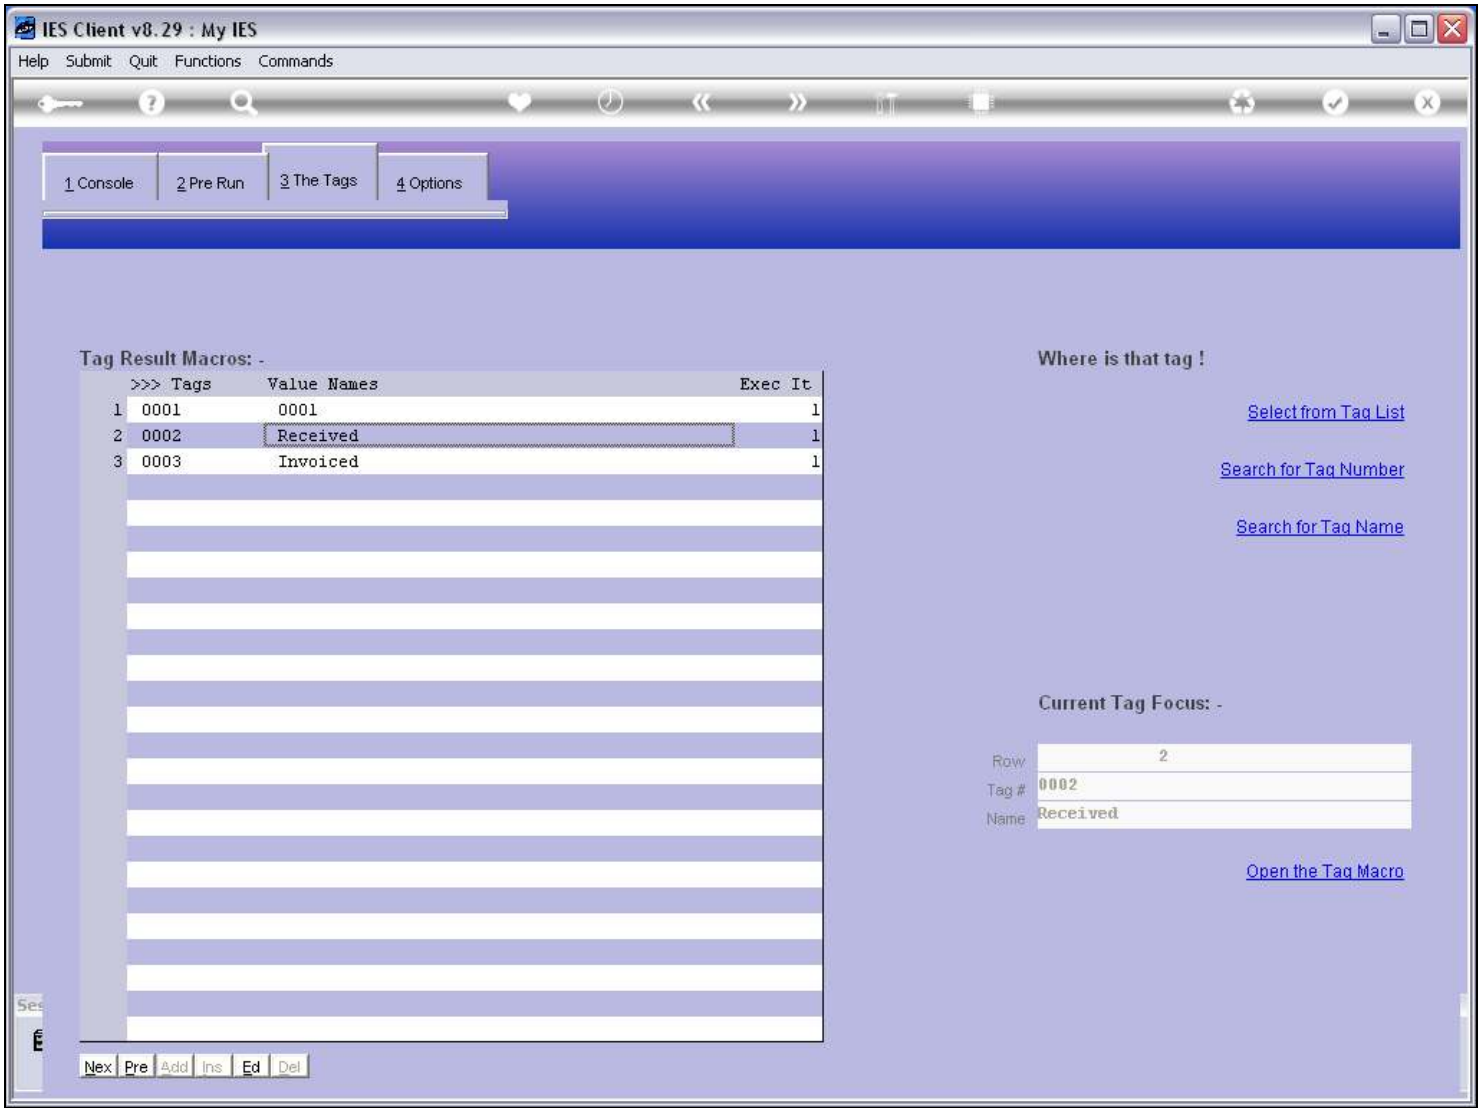 IES Client v8.29 : My IES
Help Submit Quit Functions Commands
1 Console 2 Pre Run 3 The Tags 4 Options
Tag Result Macros: -
>>> Tags Value Names Exec It
1 0001 0001 1
2 0002 Received 1
3 0003 Invoiced 1
Where is that tag !
Select from Tag List
Search for Tag Number
Search for Tag Name
Current Tag Focus: -
Row 2
Tag # 0002
Name Received
Open the Tag Macro
Ses
Nex Pre Add Ins Ed Del